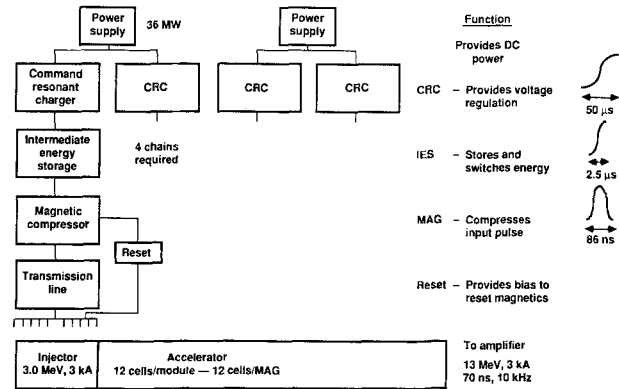 Power
supply
36 MW
Power
supply
Command
resonant
charger
CRC
CRC
CRC
Intermediate
energy
storage
4 chains
required
Magnetic
compressor
Reset
Transmission
line
Injector
3.0 MeV, 3 kA
Accelerator
12 cells/module — 12 cells/MAG
Function
Provides DC
power
CRC – Provides voltage
regulation
50 µs
IES – Stores and
switches energy
2.5 µs
MAG – Compresses
input pulse
86 ns
Reset – Provides bias to
reset magnetics
To amplifier
13 MeV, 3 kA
70 ns, 10 kHz